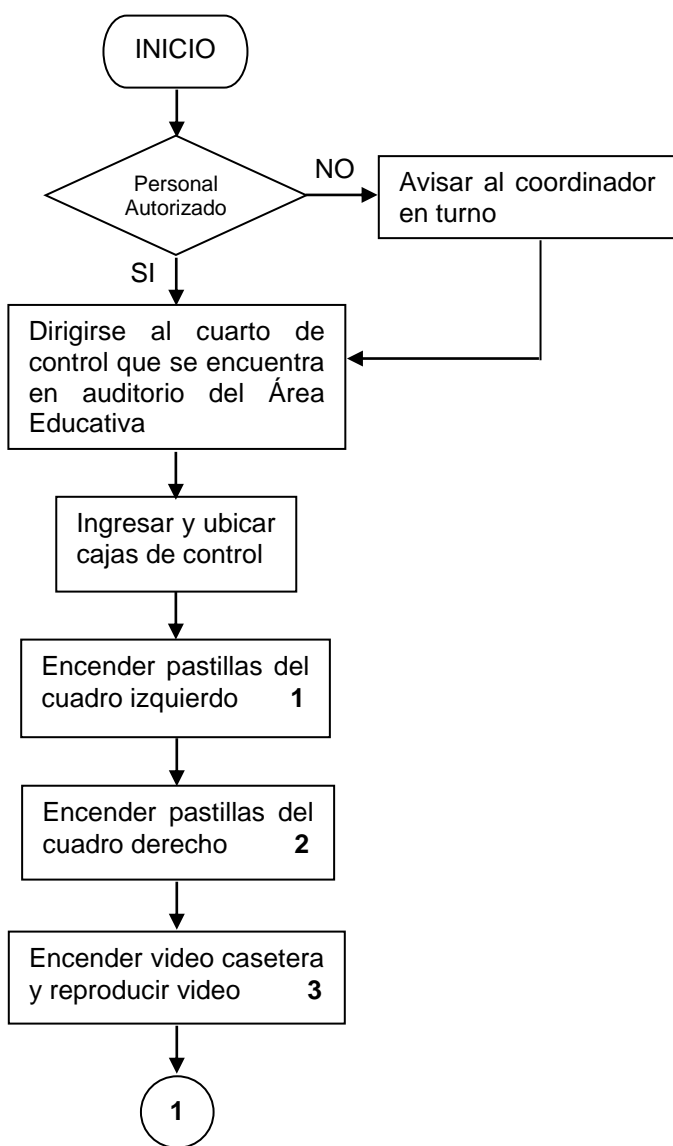 INICIO
Personal
Autorizado
NO
Avisar al coordinador
en turno
SI
Dirigirse al cuarto de
control que se encuentra
en auditorio del Área
Educativa
Ingresar y ubicar
cajas de control
Encender pastillas del
cuadro izquierdo 1
Encender pastillas del
cuadro derecho 2
Encender video casetera
y reproducir video 3
1